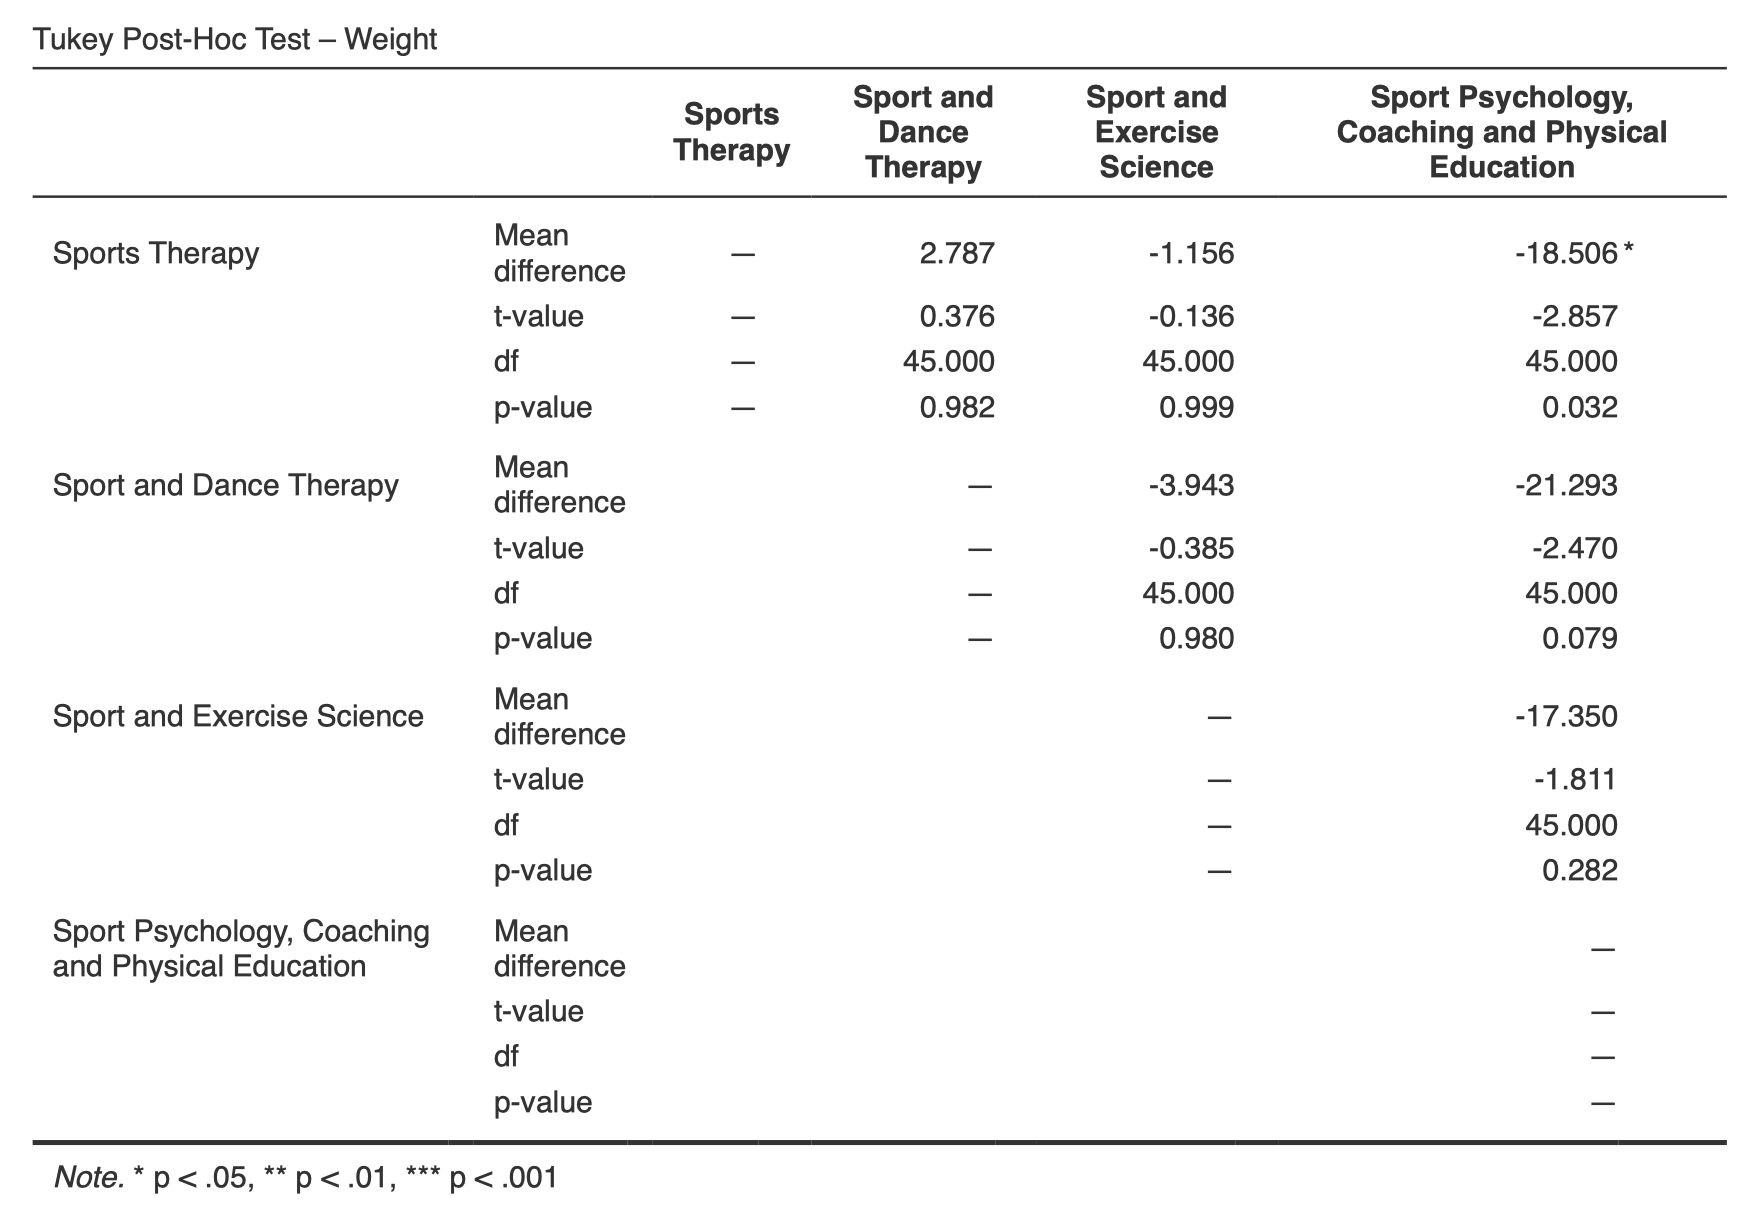 Tukey Post-Hoc Test – Weight
Sports Therapy
Sport and Dance Therapy
Sport and Exercise Science
Sport Psychology, Coaching and Physical Education
Sports Therapy Mean difference — 2.787 -1.156 -18.506 *
t-value — 0.376 -0.136 -2.857
df — 45.000 45.000 45.000
p-value — 0.982 0.999 0.032
Sport and Dance Therapy Mean difference — -3.943 -21.293
t-value — -0.385 -2.470
df — 45.000 45.000
p-value — 0.980 0.079
Sport and Exercise Science Mean difference — -17.350
t-value — -1.811
df — 45.000
p-value — 0.282
Sport Psychology, Coaching and Physical Education Mean difference —
t-value —
df —
p-value —
Note. * p < .05, ** p < .01, *** p < .001